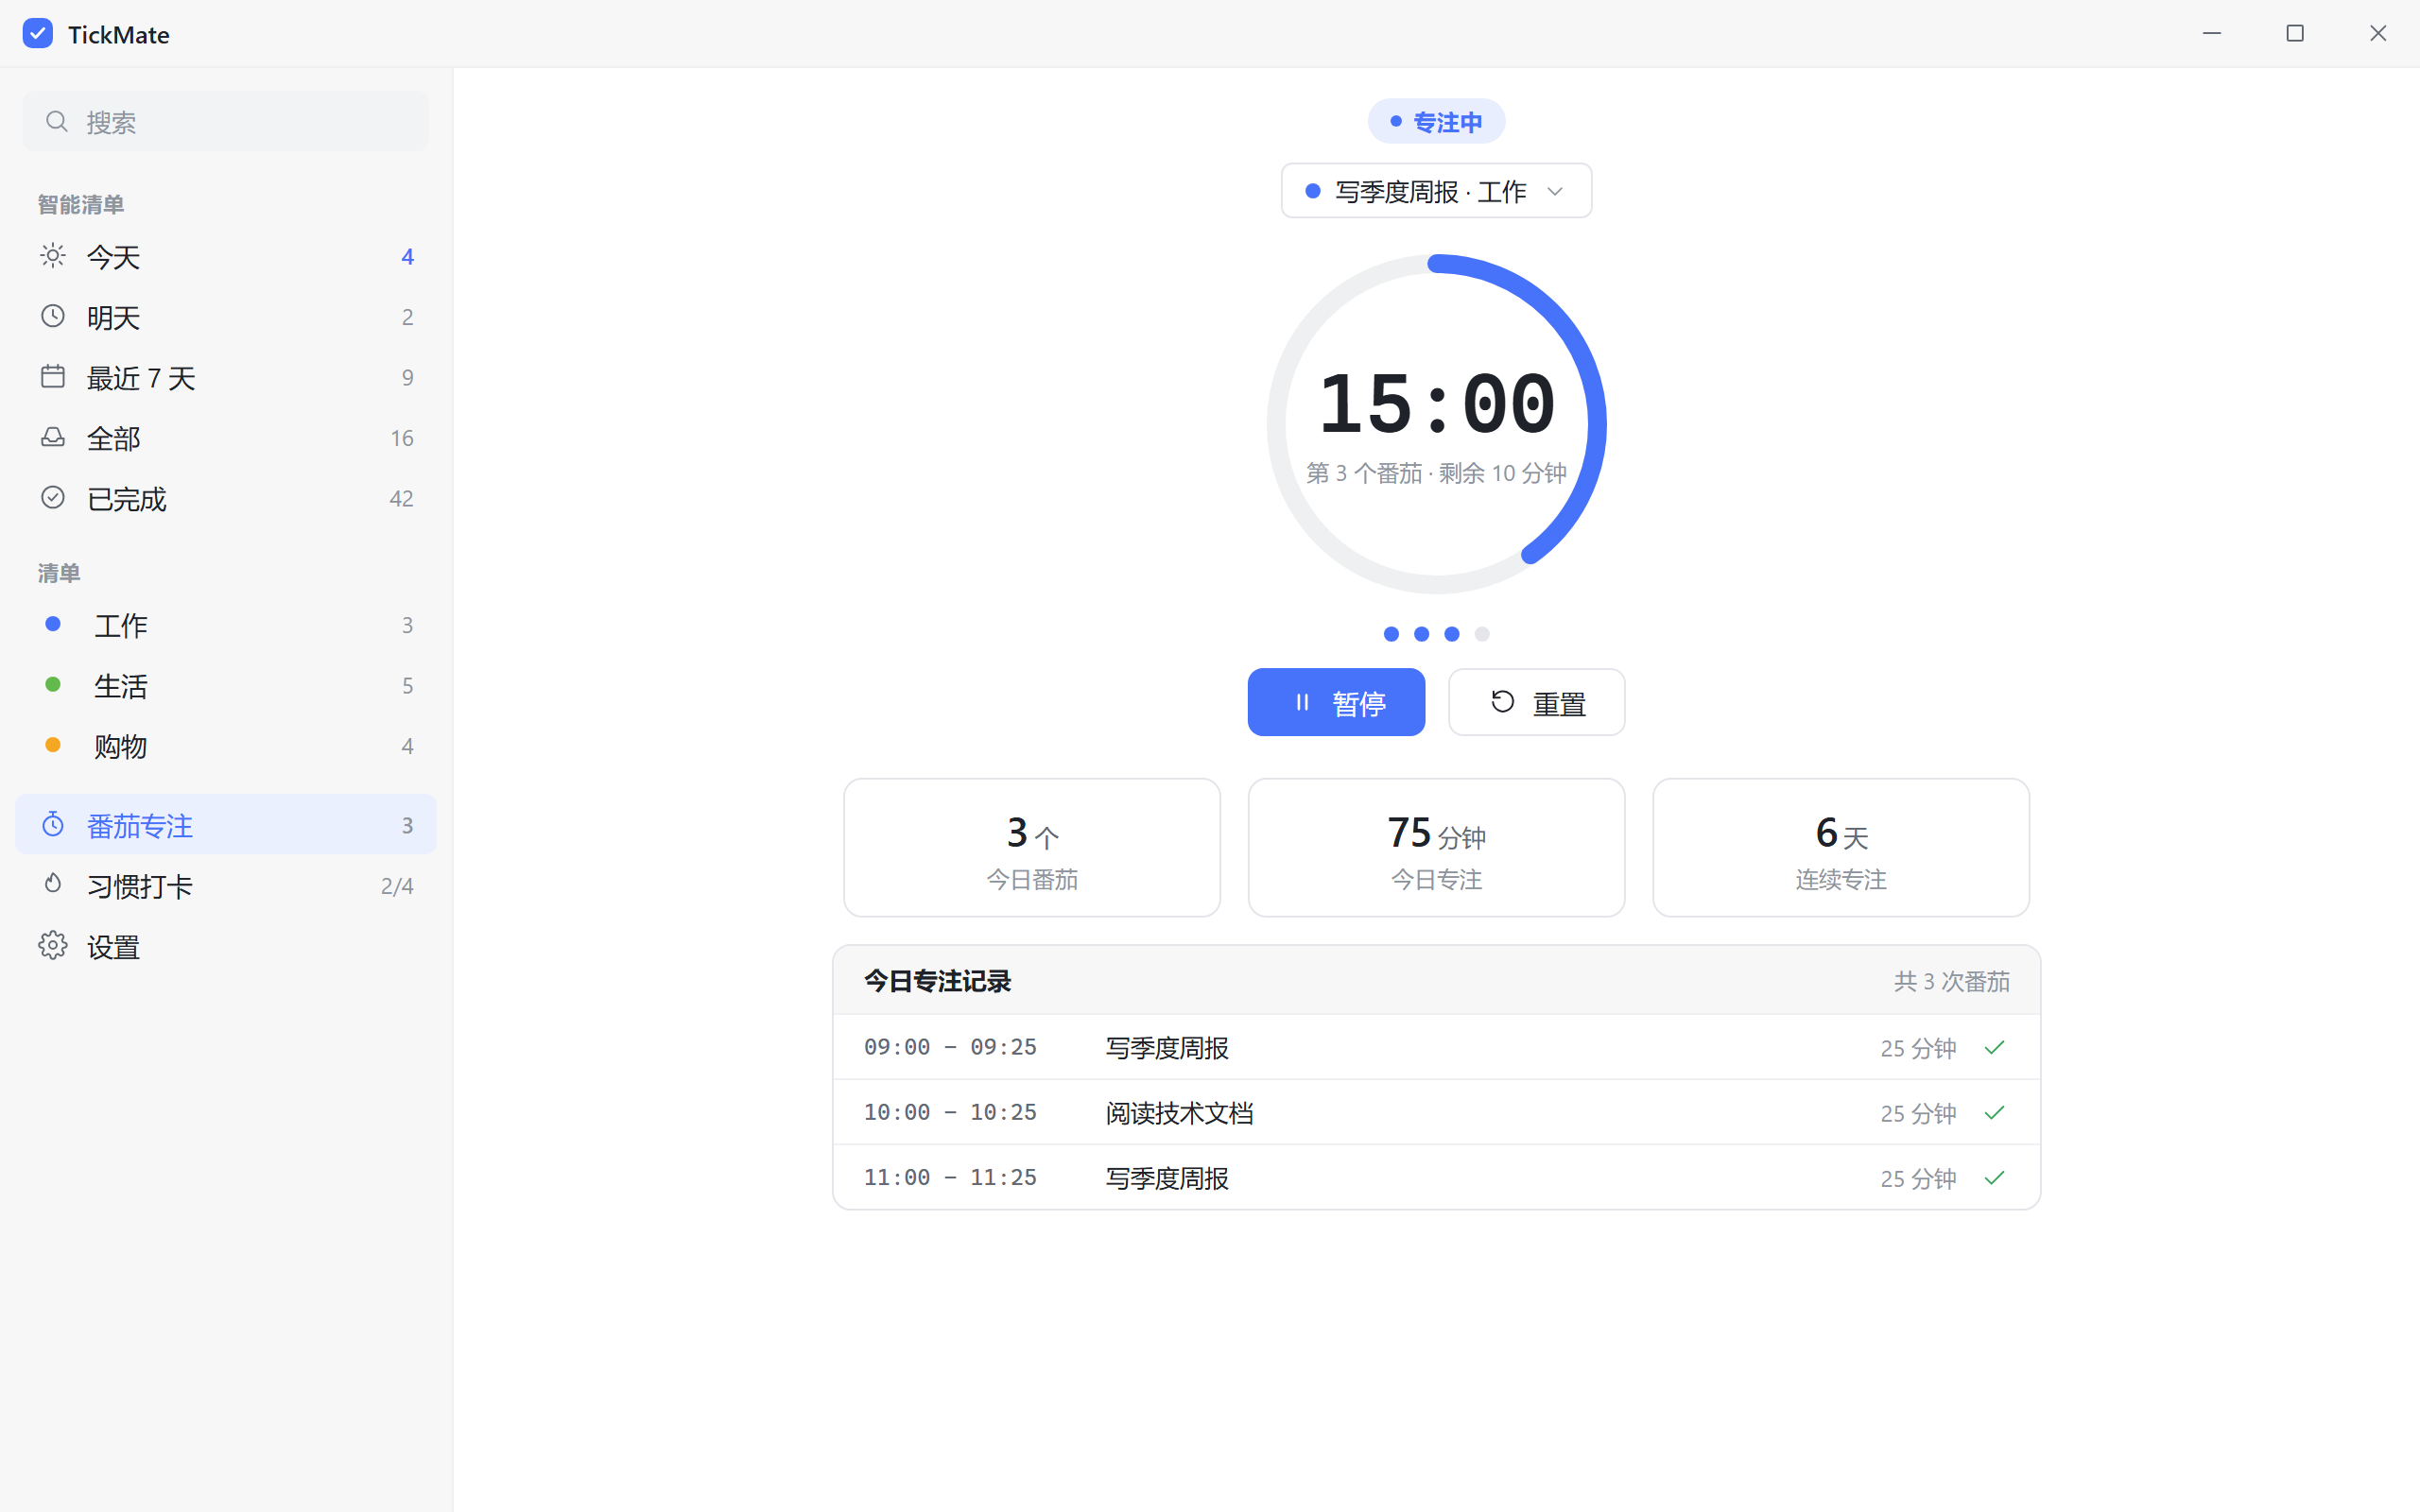 TickMate
搜索
智能清单
今天 4
明天 2
最近 7 天 9
全部 16
已完成 42
清单
工作 3
生活 5
购物 4
番茄专注 3
习惯打卡 2/4
设置
专注中
写季度周报 · 工作
15:00
第 3 个番茄 · 剩余 10 分钟
暂停 重置
3 个 75 分钟 6 天
今日番茄 今日专注 连续专注
今日专注记录 共 3 次番茄
09:00 – 09:25 写季度周报 25 分钟
10:00 – 10:25 阅读技术文档 25 分钟
11:00 – 11:25 写季度周报 25 分钟